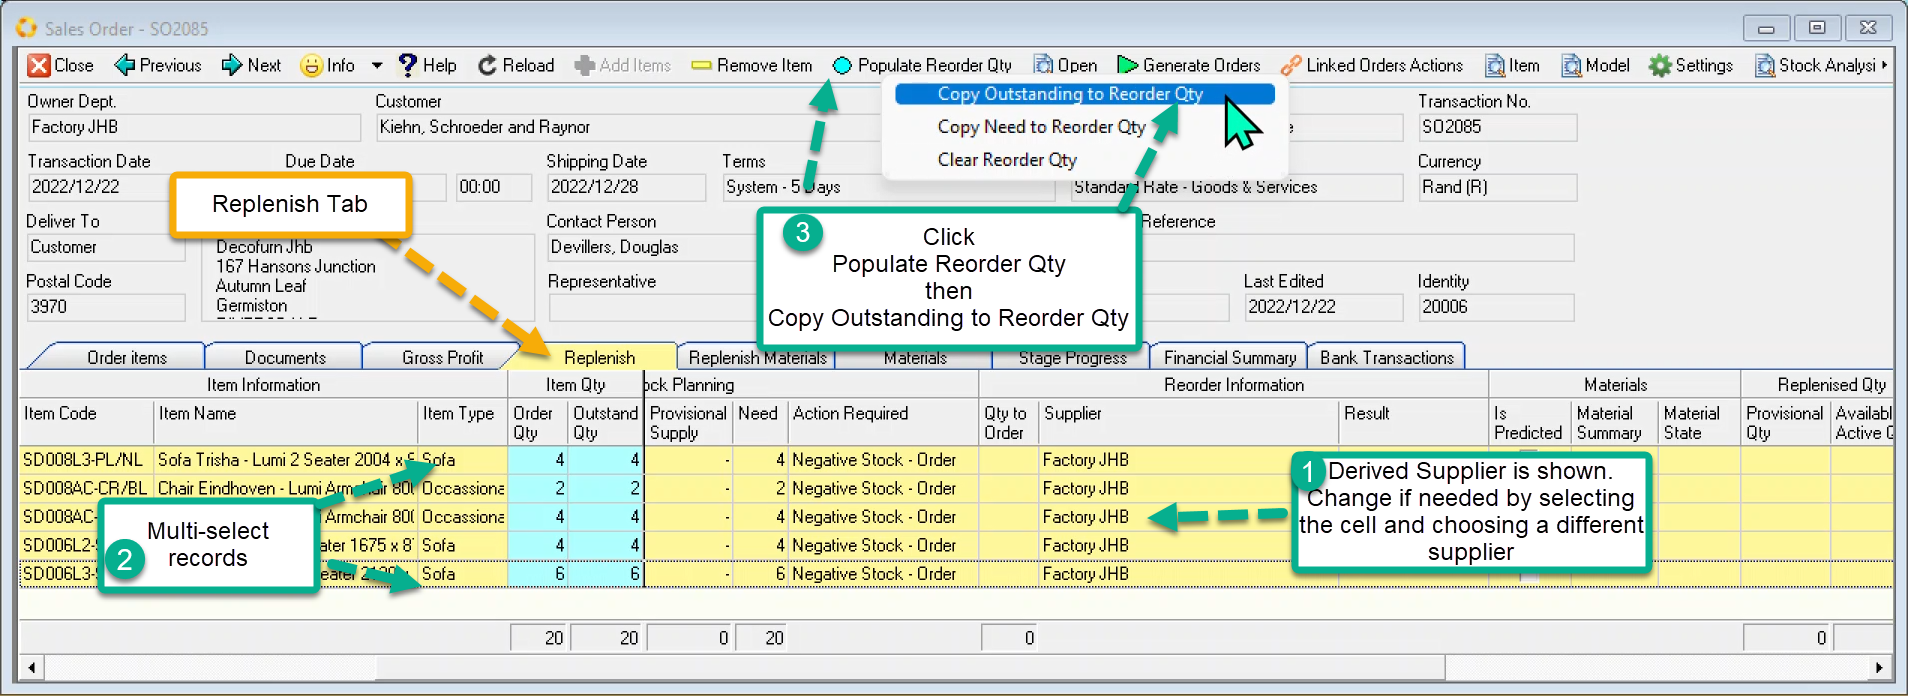 Sales Order - SO2085
Close Previous Next Info Help Reload Add Items Remove Item Populate Reorder Qty Open Generate Orders Linked Orders Actions Item Model Settings Stock Analysi
Copy Outstanding to Reorder Qty
Copy Need to Reorder Qty
Clear Reorder Qty
Owner Dept. Customer Transaction No.
Factory JHB Kiehn, Schroeder and Raynor SO2085
Transaction Date Due Date Shipping Date Terms Currency
2022/12/22 00:00 2022/12/28 System - 5 Days Standard Rate - Goods & Services Rand (R)
Replenish Tab
Deliver To Contact Person Reference
Customer Decofurn Jhb Devillers, Douglas
167 Hansons Junction
Autumn Leaf
Germiston
Postal Code Representative Last Edited Identity
3970 2022/12/22 20006
3
Click
Populate Reorder Qty
then
Copy Outstanding to Reorder Qty
Order items Documents Gross Profit Replenish Replenish Materials Materials Stage Progress Financial Summary Bank Transactions
Item Information Item Qty ock Planning Reorder Information Materials Replenised Qty
Item Code Item Name Item Type Order Qty Outstand Qty Provisional Supply Need Action Required Qty to Order Supplier Result Is Predicted Material Summary Material State Provisional Qty Available Active Q
SD008L3-PL/NL Sofa Trisha - Lumi 2 Seater 2004 x Sofa 4 4 - 4 Negative Stock - Order Factory JHB
SD008AC-CR/BL Chair Eindhoven - Lumi Armchair 800 Occassiona 2 2 - 2 Negative Stock - Order Factory JHB
SD008AC- Armchair 800 Occassiona 4 4 - 4 Negative Stock - Order Factory JHB
SD006L2- ater 1675 x 8 Sofa 4 4 - 4 Negative Stock - Order Factory JHB
SD006L3- Sofa 6 6 - 6 Negative Stock - Order Factory JHB
2
Multi-select
records
1
Derived Supplier is shown.
Change if needed by selecting
the cell and choosing a different
supplier
20 20 0 20 0 0